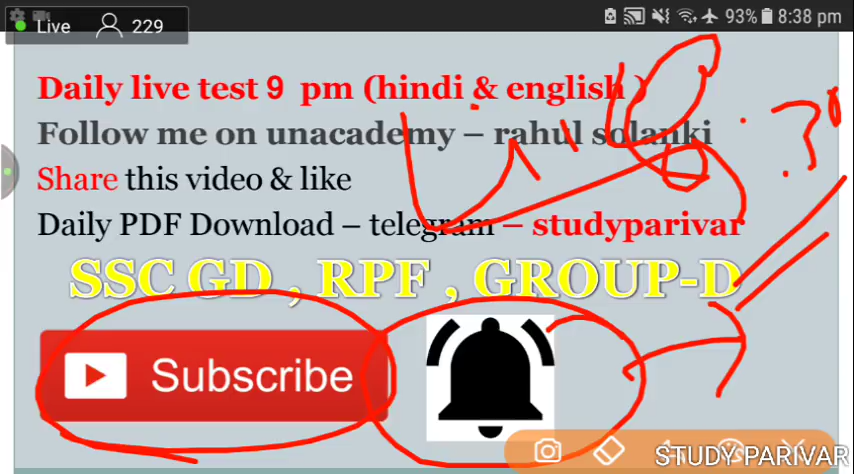 Live 229 93% 8:38 pm
Daily live test 9 pm (hindi & english )
Follow me on unacademy – rahul solanki
Share this video & like
Daily PDF Download – telegram – studyparivar
SSC GD , RPF , GROUP-D
Subscribe
STUDY PARIVAR